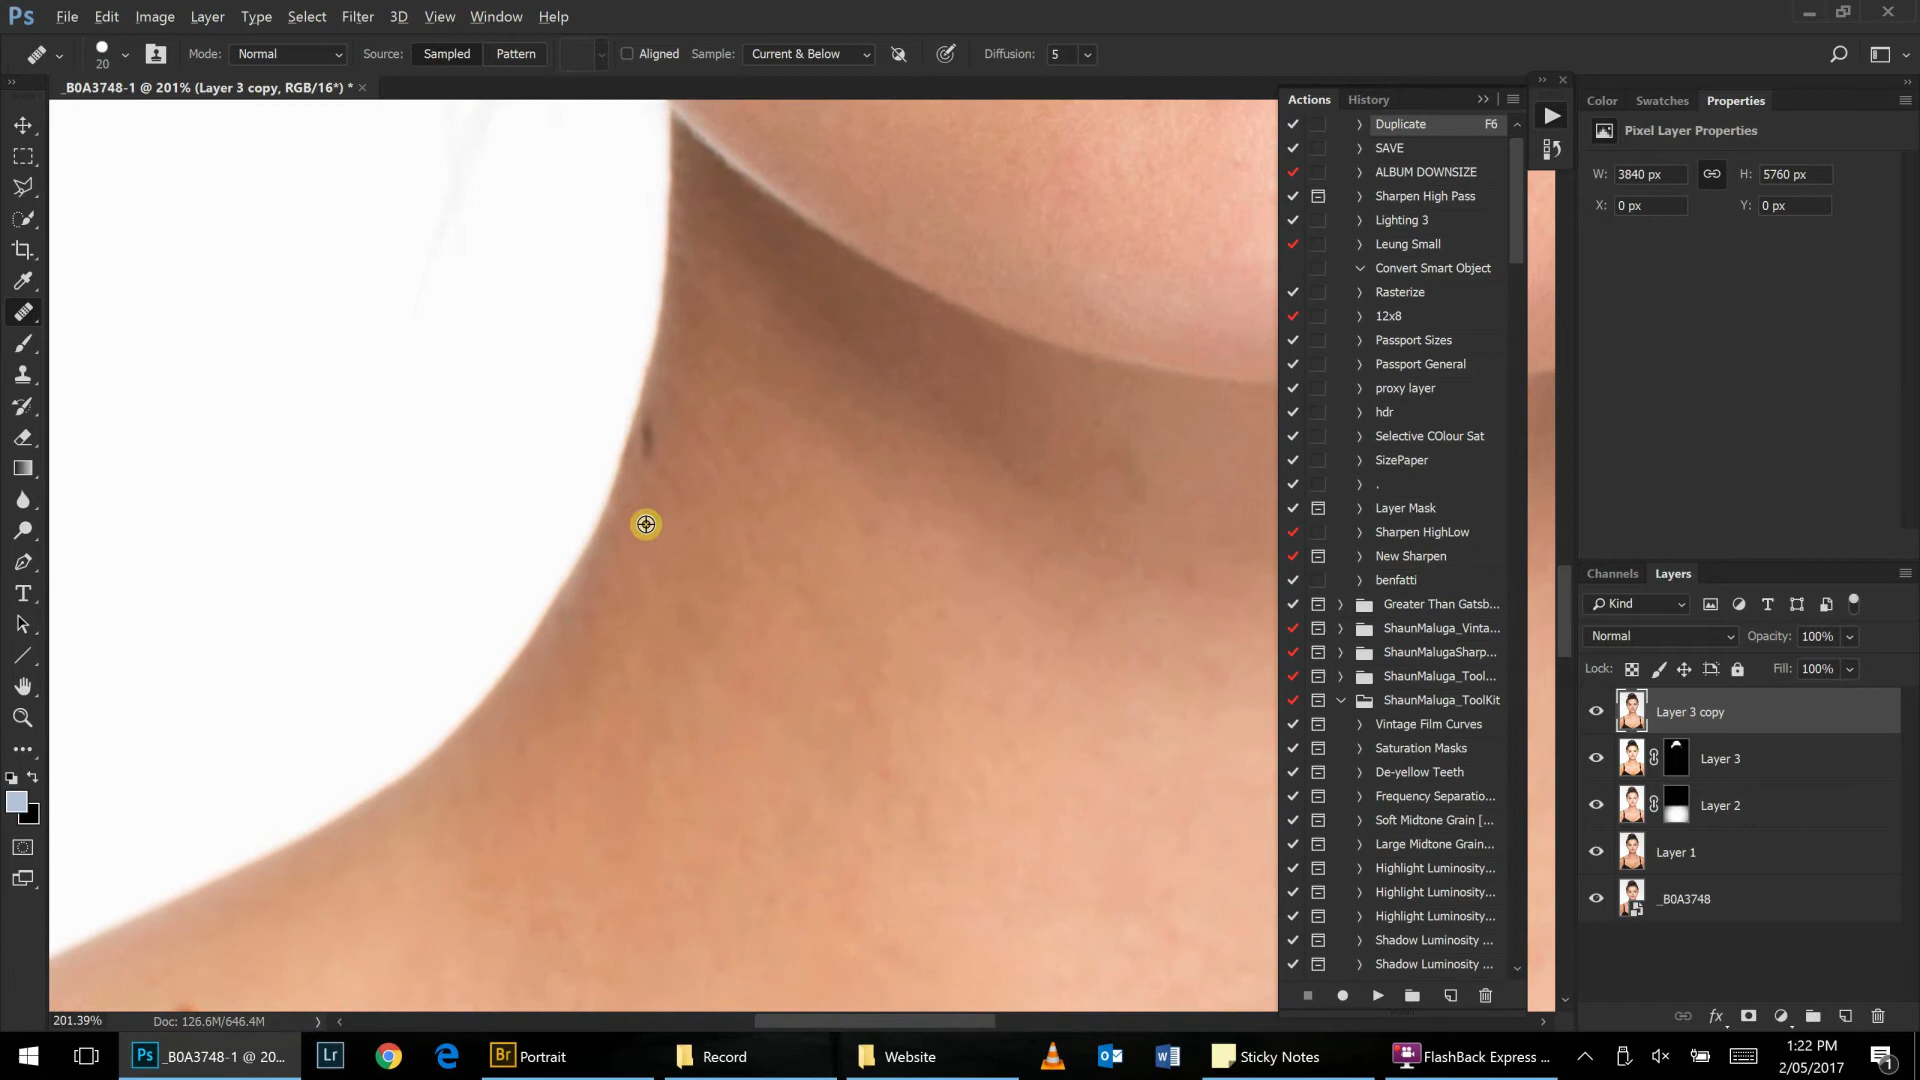 Ps File Edit Image Layer Type Select Filter 3D View Window Help
20 Mode: Normal Source: Sampled Pattern Aligned Sample: Current & Below Diffusion: 5
_B0A3748-1 @ 201% (Layer 3 copy, RGB/16*) *
Actions History
Duplicate F6
SAVE
ALBUM DOWNSIZE
Sharpen High Pass
Lighting 3
Leung Small
Convert Smart Object
Rasterize
12x8
Passport Sizes
Passport General
proxy layer
hdr
Selective COlour Sat
SizePaper
.
Layer Mask
Sharpen HighLow
New Sharpen
benfatti
Greater Than Gatsb...
ShaunMaluga_Vinta...
ShaunMalugaSharp...
ShaunMaluga_Tool...
ShaunMaluga_ToolKit
Vintage Film Curves
Saturation Masks
De-yellow Teeth
Frequency Separatio...
Soft Midtone Grain [...
Large Midtone Grain...
Highlight Luminosity...
Highlight Luminosity...
Highlight Luminosity...
Shadow Luminosity ...
Shadow Luminosity ...
Color Swatches Properties
Pixel Layer Properties
W: 3840 px H: 5760 px
X: 0 px Y: 0 px
Channels Layers
Kind
Normal Opacity: 100%
Lock: Fill: 100%
Layer 3 copy
Layer 3
Layer 2
Layer 1
_B0A3748
201.39% Doc: 126.6M/646.4M
Ps _B0A3748-1 @ 20... Lr Br Portrait Record Website Sticky Notes FlashBack Express ... 1:22 PM
2/05/2017 1